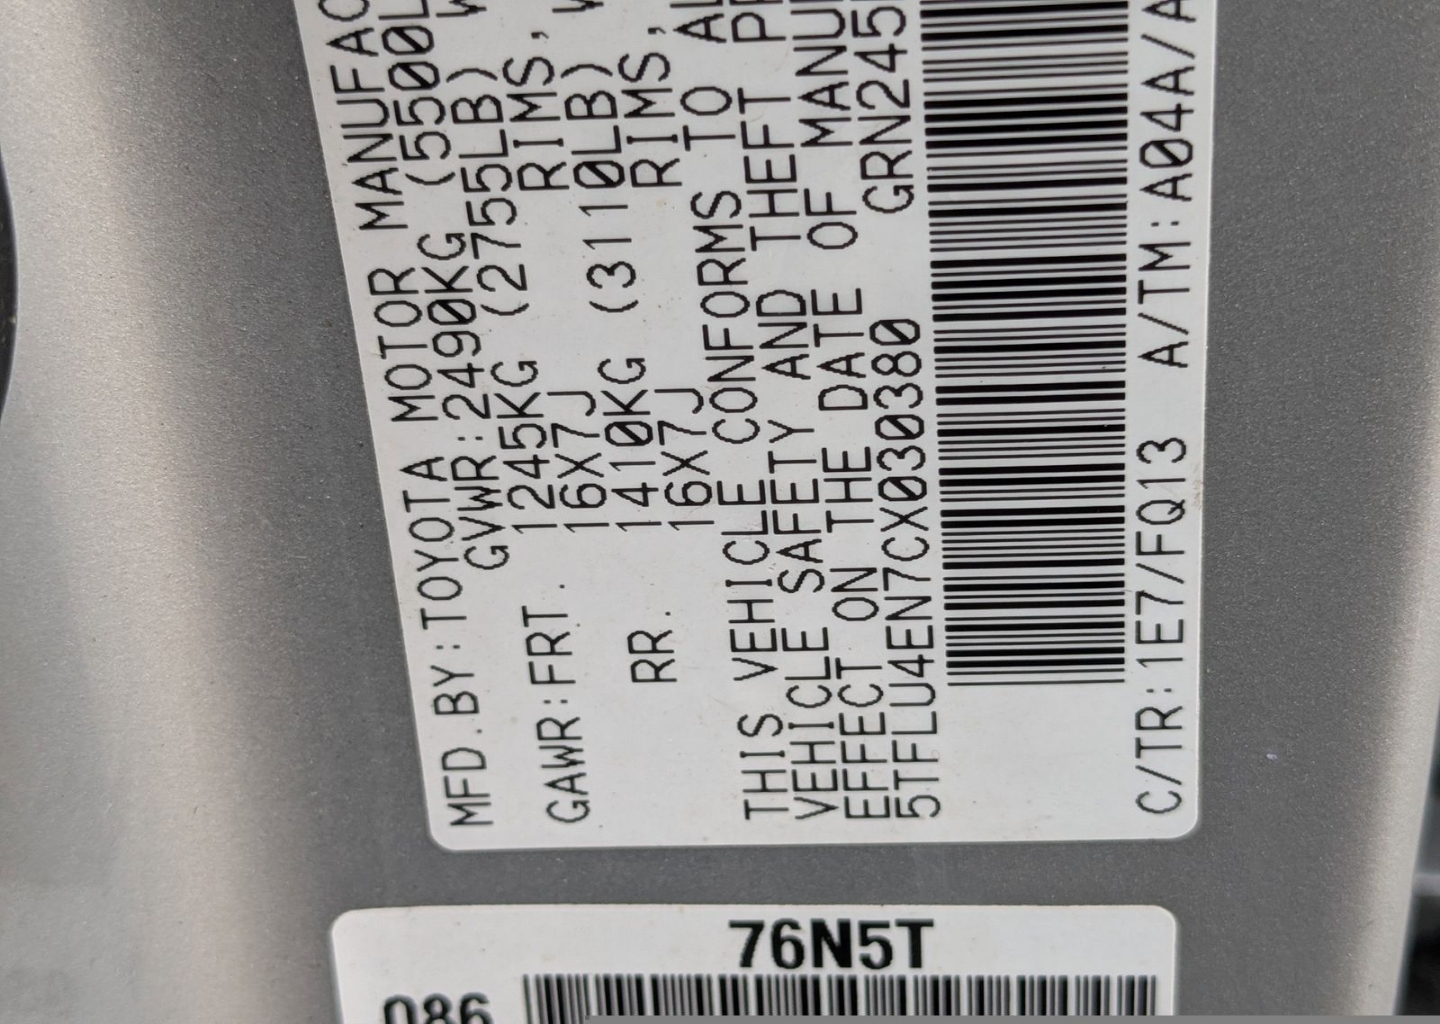 MFD.BY:TOYOTA MOTOR MANUFAC
GVWR:2490KG (5500L
GAWR:FRT. 1245KG (2755LB) W
16X7J RIMS,
RR. 1410KG (3110LB) W
16X7J RIMS,
THIS VEHICLE CONFORMS TO AL
VEHICLE SAFETY AND THEFT PR
EFFECT ON THE DATE OF MANUF
5TFLU4EN7CX030380 GRN245
C/TR:1E7/FQ13 A/TM:A04A/A
76N5T
086